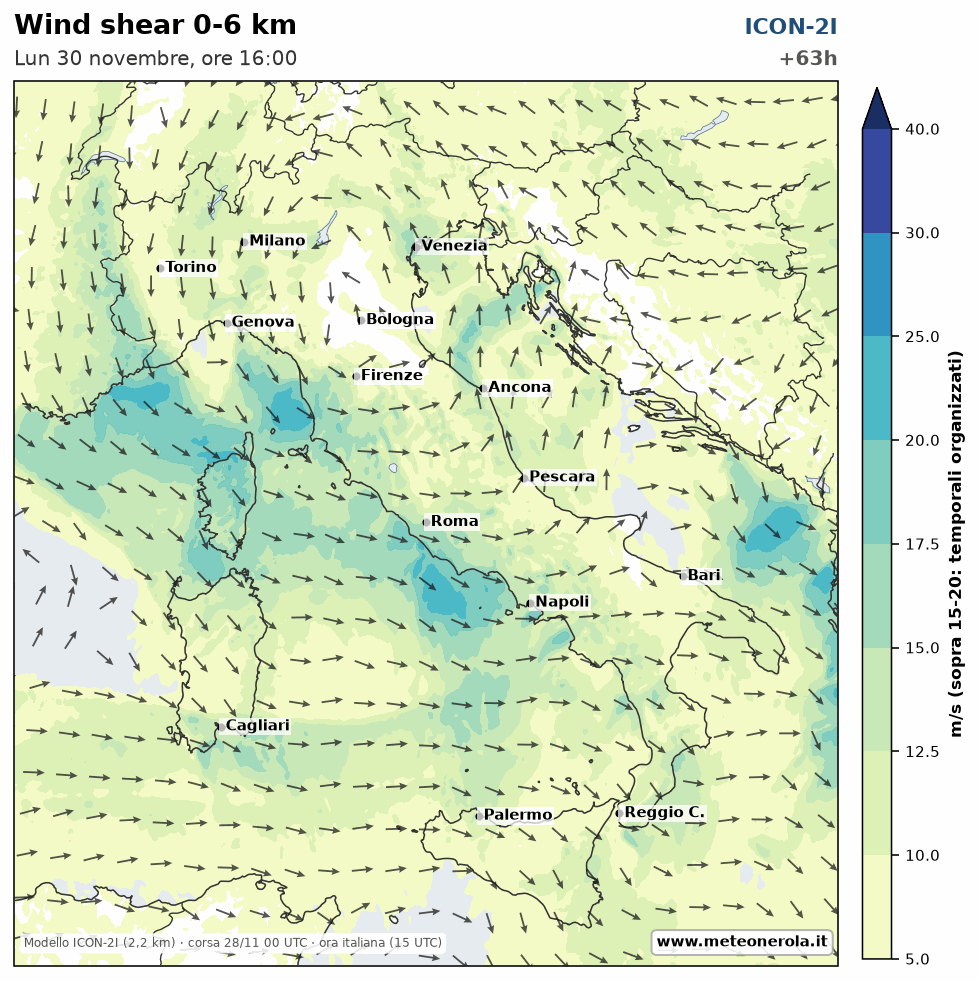 Wind shear 0-6 km
ICON-2I
Lun 30 novembre, ore 16:00
+63h
Milano
Venezia
Torino
Genova
Bologna
Firenze
Ancona
Pescara
Roma
Bari
Napoli
Cagliari
Palermo
Reggio C.
40.0
30.0
25.0
20.0
17.5
15.0
12.5
10.0
5.0
m/s (sopra 15-20: temporali organizzati)
Modello ICON-2I (2,2 km) · corsa 28/11 00 UTC · ora italiana (15 UTC)
www.meteonerola.it